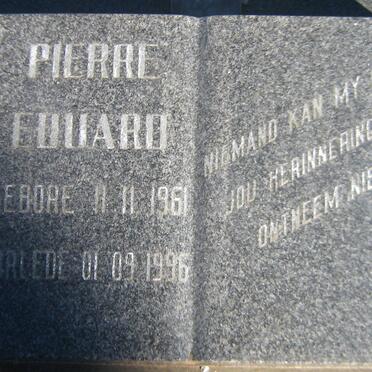 PIERRE
EDUARD
EBORE 11.11.1961
RLEDE 01.09.1996
NIEMAND KAN MY
JOU HERINNERING
ONTNEEM NIE